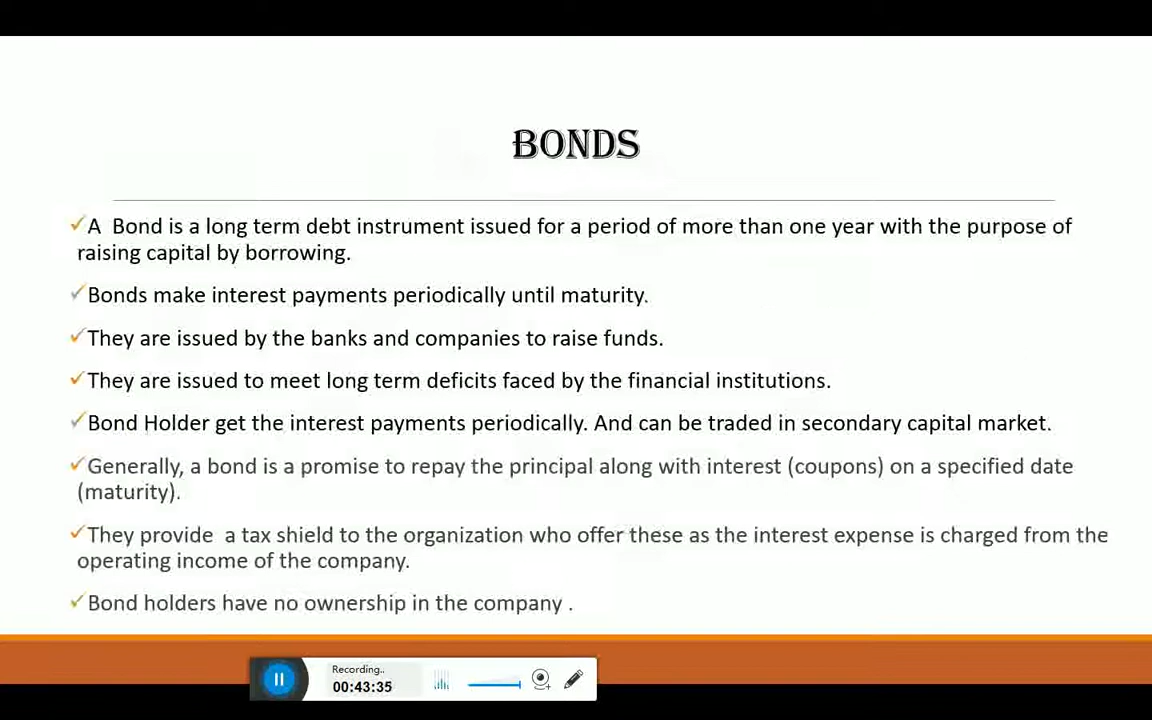 BONDS
A Bond is a long term debt instrument issued for a period of more than one year with the purpose of
raising capital by borrowing.
Bonds make interest payments periodically until maturity.
They are issued by the banks and companies to raise funds.
They are issued to meet long term deficits faced by the financial institutions.
Bond Holder get the interest payments periodically. And can be traded in secondary capital market.
Generally, a bond is a promise to repay the principal along with interest (coupons) on a specified date
(maturity).
They provide a tax shield to the organization who offer these as the interest expense is charged from the
operating income of the company.
Bond holders have no ownership in the company .
Recording..
00:43:35